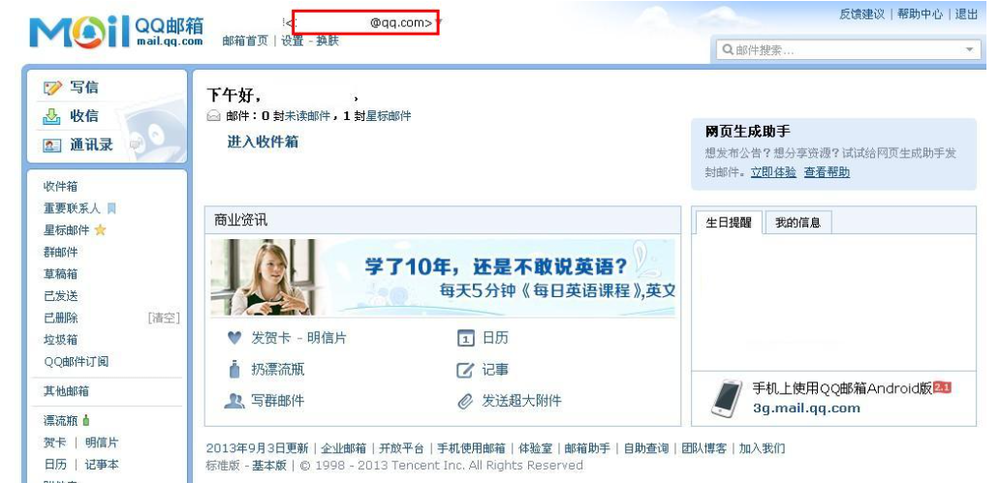 MOil QQ邮箱
mail.qq.com
!< @qq.com>
邮箱首页 | 设置 - 换肤
反馈建议 | 帮助中心 | 退出
邮件搜索...
写信
收信
通讯录
收件箱
重要联系人
星标邮件
群邮件
草稿箱
已发送
已删除 [清空]
垃圾箱
QQ邮件订阅
其他邮箱
漂流瓶
贺卡 | 明信片
日历 | 记事本
下午好， ，
邮件：0 封未读邮件，1 封星标邮件
进入收件箱
网页生成助手
想发布公告？想分享资源？试试给网页生成助手发
封邮件。立即体验 查看帮助
商业资讯
学了10年，还是不敢说英语？
每天5分钟《每日英语课程》,英文
发贺卡 - 明信片
1 日历
扔漂流瓶
记事
写群邮件
发送超大附件
生日提醒 我的信息
手机上使用QQ邮箱Android版2.1
3g.mail.qq.com
2013年9月3日更新 | 企业邮箱 | 开放平台 | 手机使用邮箱 | 体验室 | 邮箱助手 | 自助查询 | 团队博客 | 加入我们
标准版 - 基本版 | © 1998 - 2013 Tencent Inc. All Rights Reserved